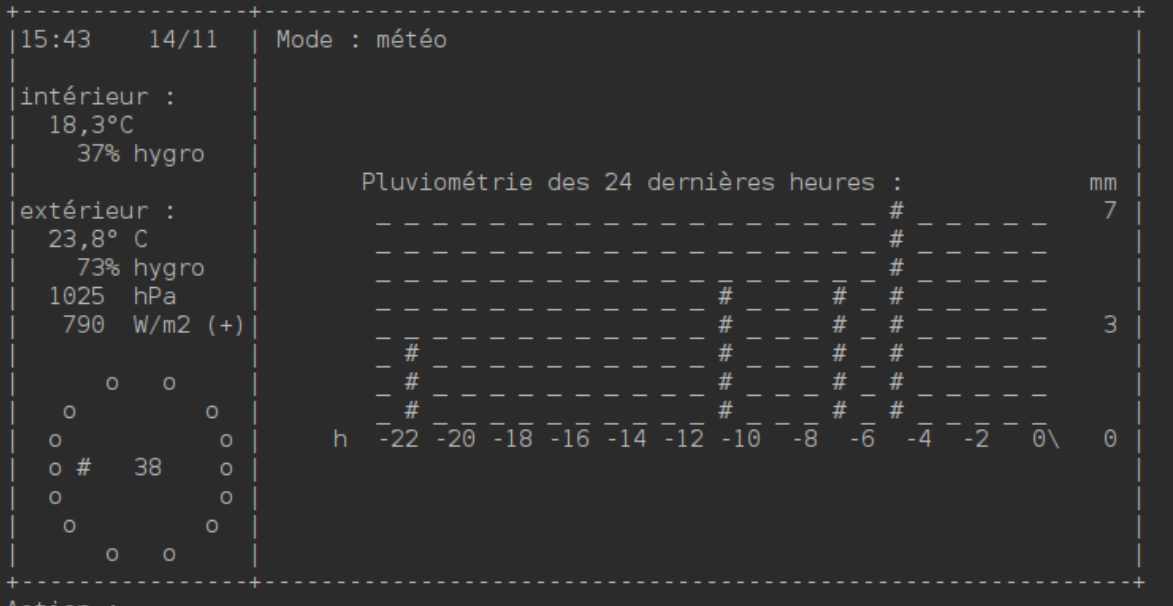 +----------------+-------------------------------------------------------------+
|15:43    14/11  | Mode : météo                                                |
|                |                                                             |
|intérieur :     |                                                             |
|  18,3°C        |                                                             |
|    37% hygro   |                                                             |
|                |       Pluviométrie des 24 dernières heures :             mm |
|extérieur :     |        _ _ _ _ _ _ _ _ _ _ _ _ _ _ _ _ _ _ # _ _ _ _ _    7 |
|  23,8° C       |        _ _ _ _ _ _ _ _ _ _ _ _ _ _ _ _ _ _ # _ _ _ _ _      |
|    73% hygro   |        _ _ _ _ _ _ _ _ _ _ _ _ _ _ _ _ _ _ # _ _ _ _ _      |
|  1025  hPa     |        _ _ _ _ _ _ _ _ _ _ _ _ # _ _ _ # _ # _ _ _ _ _      |
|   790  W/m2 (+)|        _ _ _ _ _ _ _ _ _ _ _ _ # _ _ _ # _ # _ _ _ _ _    3 |
|                |        _ # _ _ _ _ _ _ _ _ _ _ # _ _ _ # _ # _ _ _ _ _      |
|      o   o     |        _ # _ _ _ _ _ _ _ _ _ _ # _ _ _ # _ # _ _ _ _ _      |
|   o         o  |        _ # _ _ _ _ _ _ _ _ _ _ # _ _ _ # _ # _ _ _ _ _      |
|  o           o |     h  -22 -20 -18 -16 -14 -12 -10  -8  -6  -4  -2   0\   0 |
|  o #   38    o |                                                             |
|  o           o |                                                             |
|   o         o  |                                                             |
|      o   o     |                                                             |
+----------------+-------------------------------------------------------------+
Action :